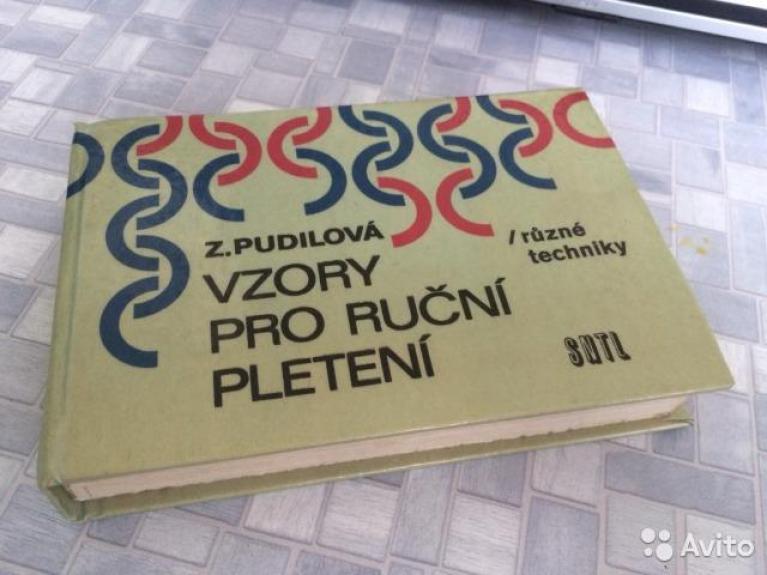 Z.PUDILOVÁ
VZORY
PRO RUČNÍ
PLETENÍ
/ různé
techniky
SNTL
Avito